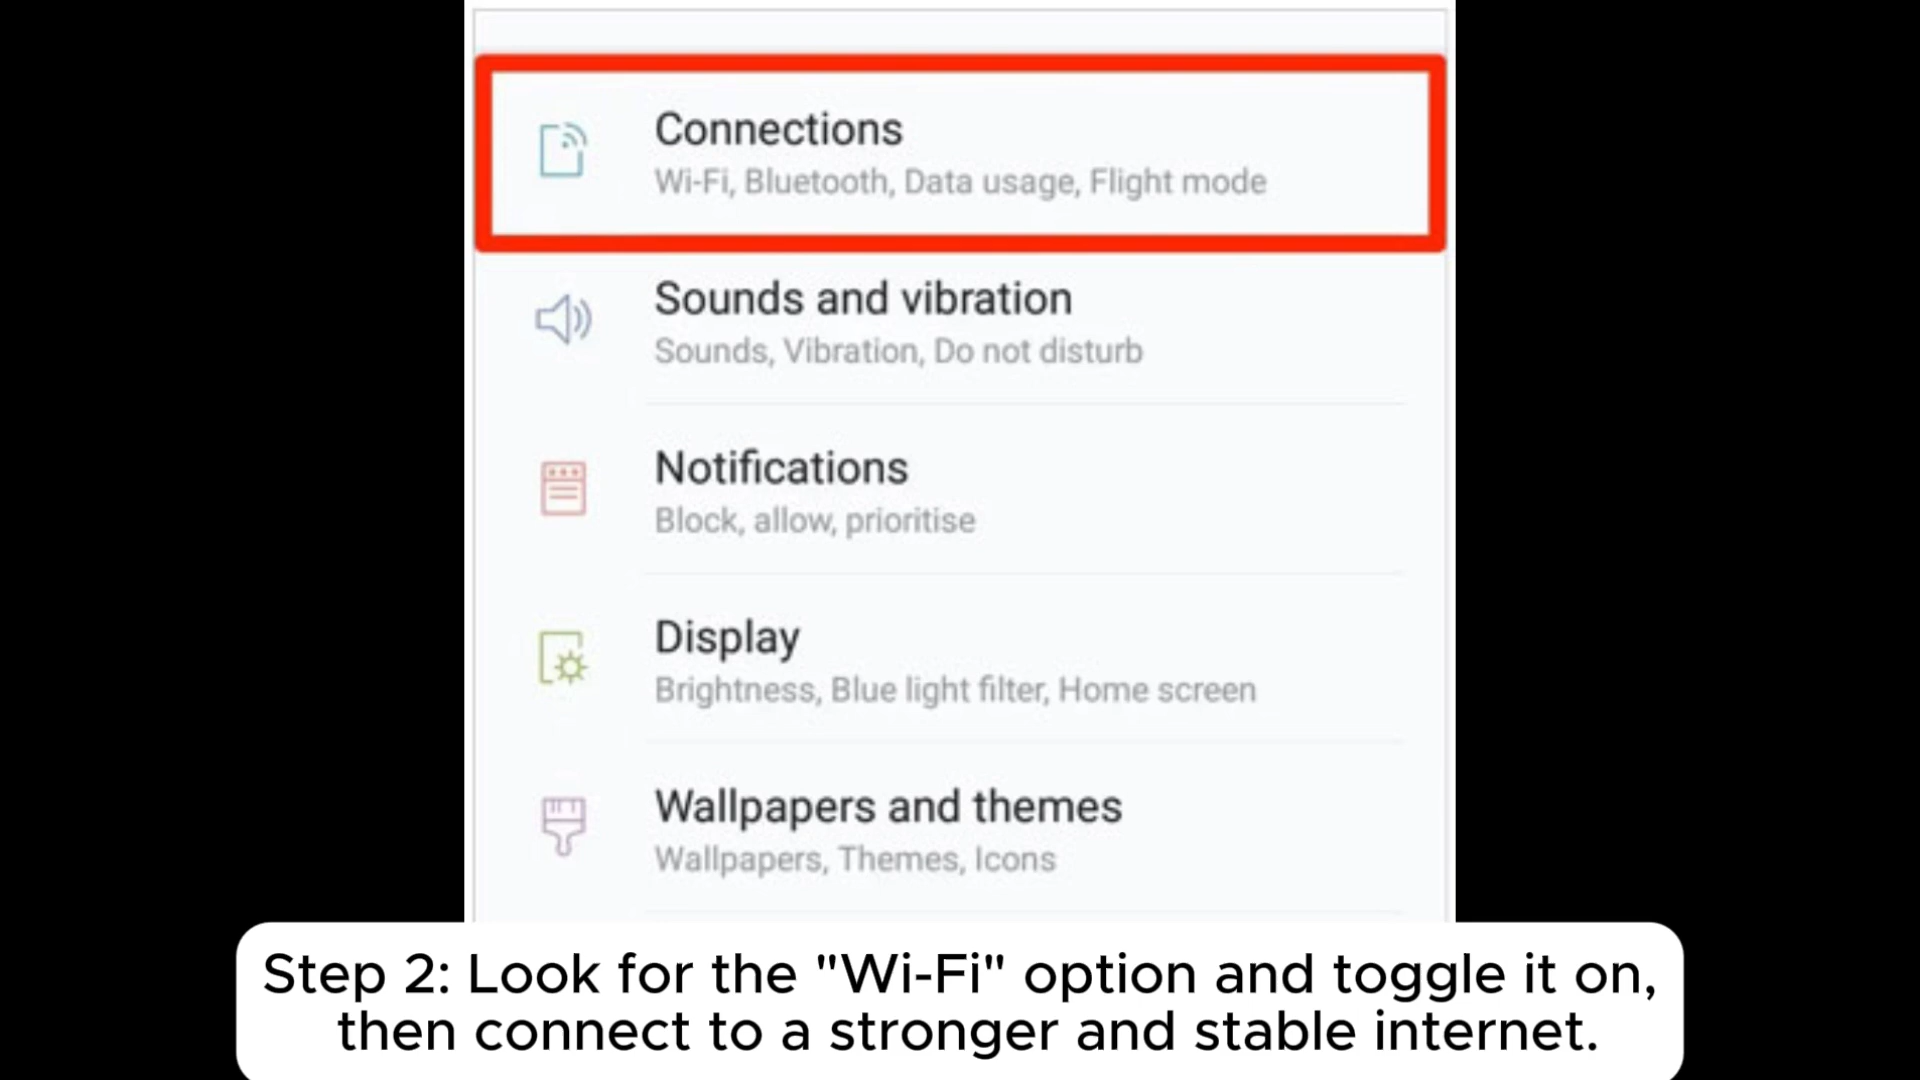 Connections
Wi-Fi, Bluetooth, Data usage, Flight mode
Sounds and vibration
Sounds, Vibration, Do not disturb
Notifications
Block, allow, prioritise
Display
Brightness, Blue light filter, Home screen
Wallpapers and themes
Wallpapers, Themes, Icons
Step 2: Look for the "Wi-Fi" option and toggle it on,
then connect to a stronger and stable internet.